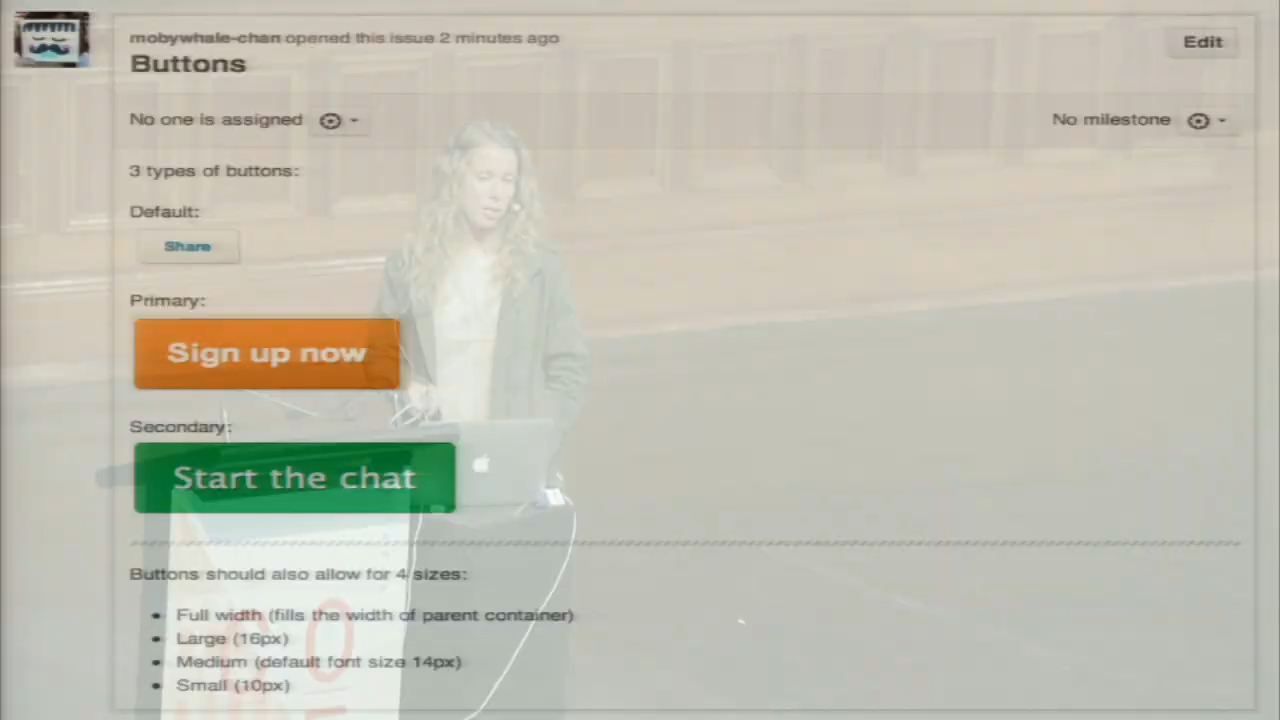 mobywhale-chan opened this issue 2 minutes ago
Edit
Buttons
No one is assigned
No milestone
3 types of buttons:
Default:
Share
Primary:
Sign up now
Secondary:
Start the chat
Buttons should also allow for 4 sizes:
Full width (fills the width of parent container)
Large (16px)
Medium (default font size 14px)
Small (10px)